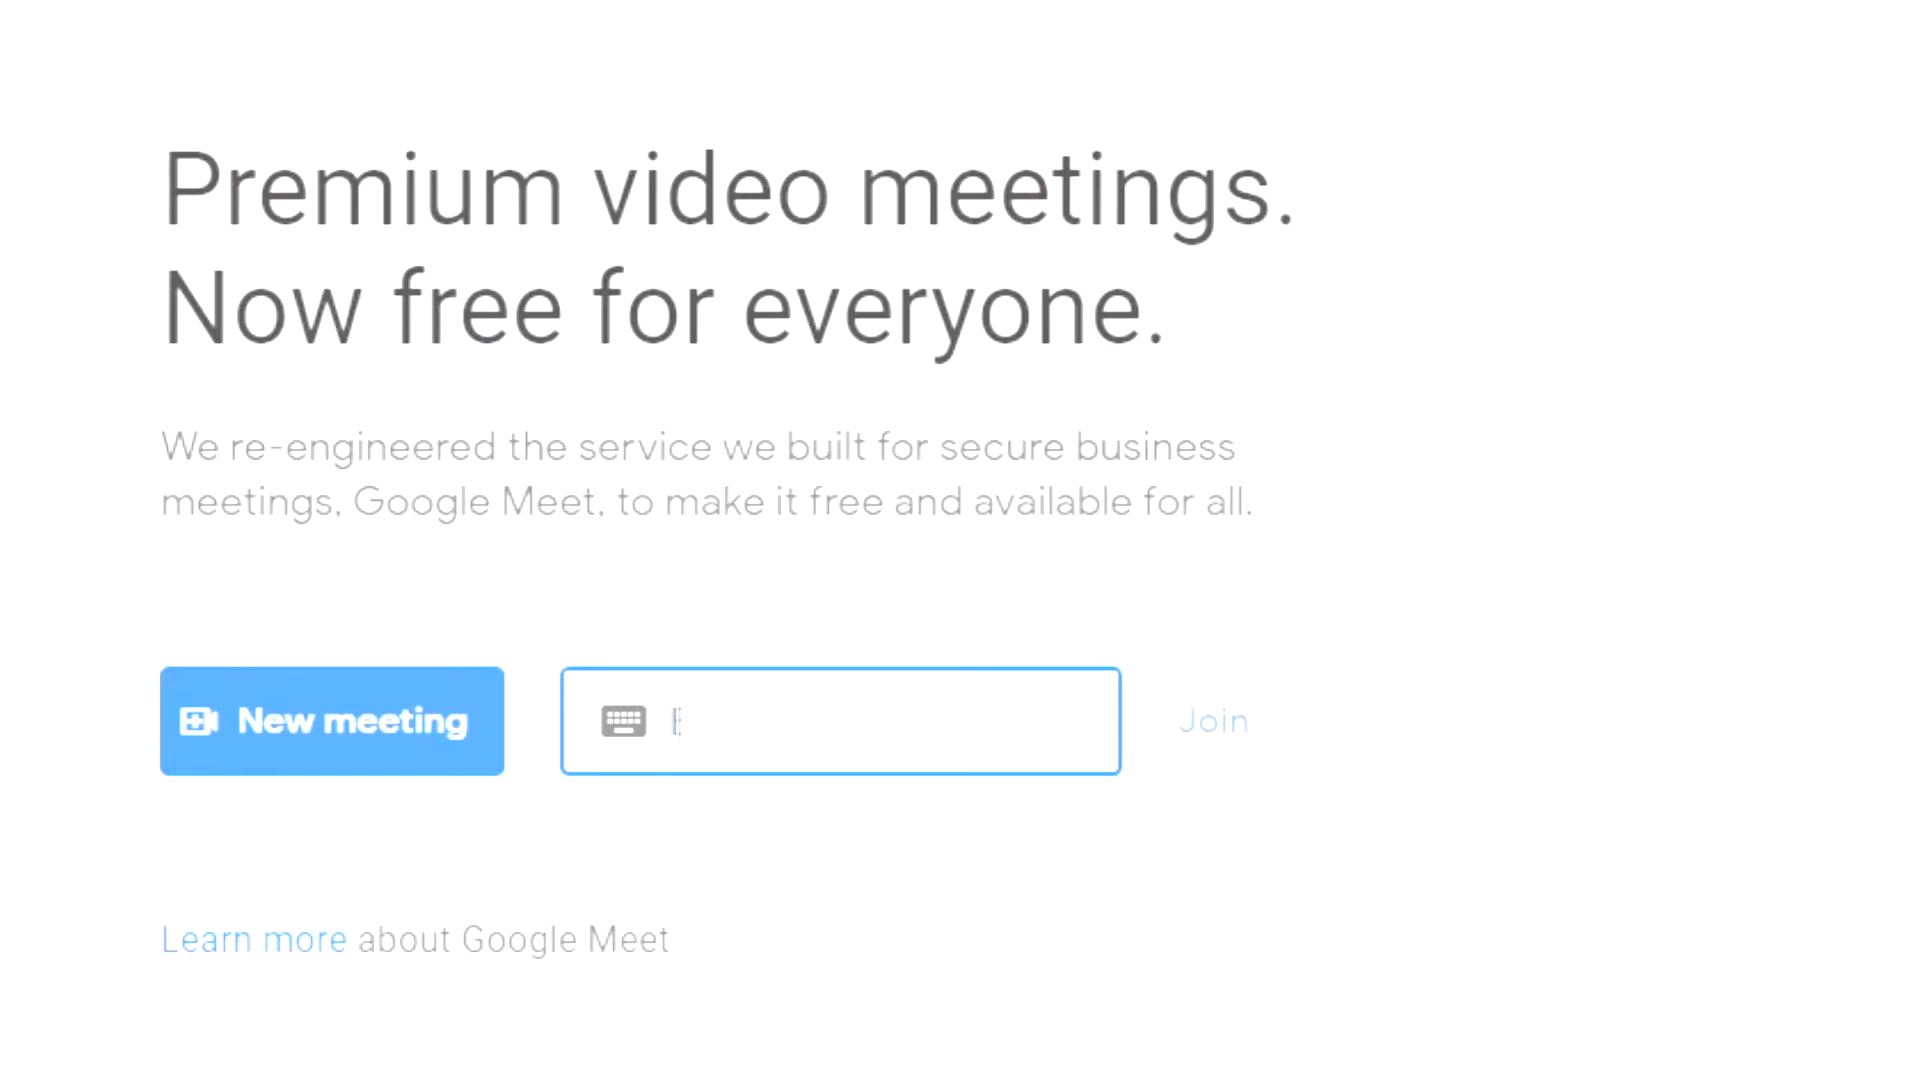 Premium video meetings.
Now free for everyone.
We re-engineered the service we built for secure business
meetings, Google Meet, to make it free and available for all.
New meeting
Join
Learn more about Google Meet